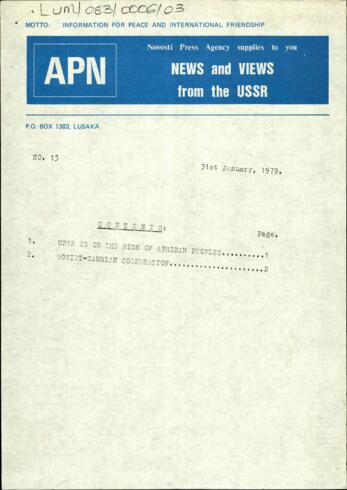 . LUM/083/0006/03
MOTTO: INFORMATION FOR PEACE AND INTERNATIONAL FRIENDSHIP
Novosti Press Agency supplies to you
APN
NEWS and VIEWS
from the USSR
P.O. BOX 1383, LUSAKA
NO. 13
31st January, 1979.
CONTENTS:
Page.
1. USSR IS ON THE SIDE OF AFRICAN PEOPLES..........1
2. SOVIET-ZAMBIAN COOPERATION.....................2